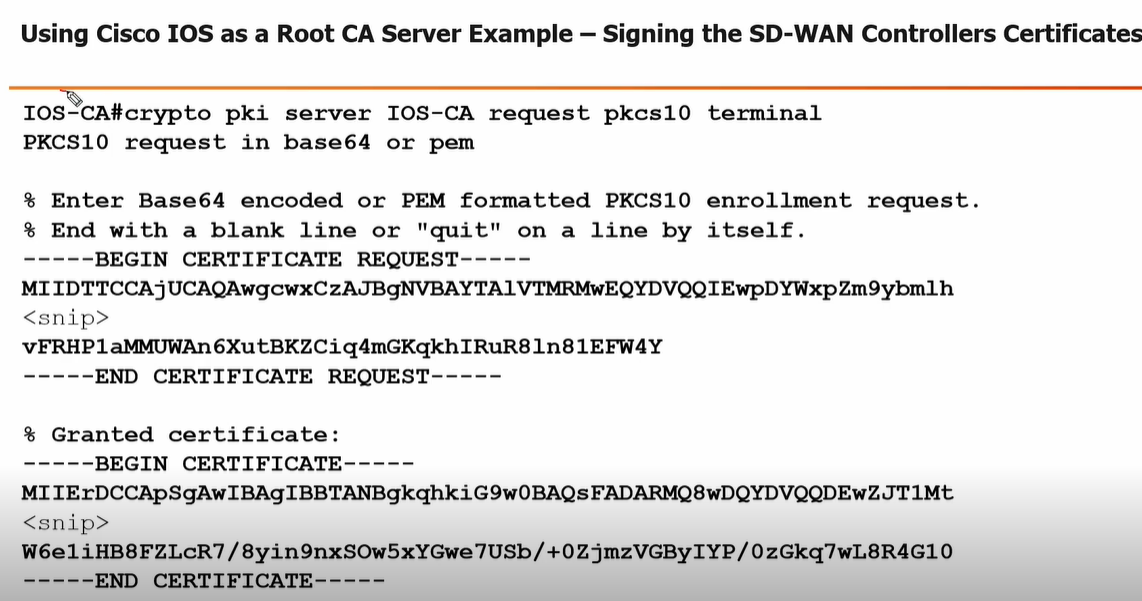 Using Cisco IOS as a Root CA Server Example – Signing the SD-WAN Controllers Certificates
IOS-CA#crypto pki server IOS-CA request pkcs10 terminal
PKCS10 request in base64 or pem
% Enter Base64 encoded or PEM formatted PKCS10 enrollment request.
% End with a blank line or "quit" on a line by itself.
-----BEGIN CERTIFICATE REQUEST-----
MIIDTTCCAjUCAQAwgcwxCzAJBgNVBAYTAlVTMRMwEQYDVQQIEwpDYWxpZm9ybmlh
<snip>
vFRHP1aMMUWAn6XutBKZCiq4mGKqkhIRuR8ln81EFW4Y
-----END CERTIFICATE REQUEST-----
% Granted certificate:
-----BEGIN CERTIFICATE-----
MIIErDCCApSgAwIBAgIBBTANBgkqhkiG9w0BAQsFADARMQ8wDQYDVQQDEwZJT1Mt
<snip>
W6e1iHB8FZLcR7/8yin9nxSOw5xYGwe7USb/+0ZjmzVGByIYP/0zGkq7wL8R4G10
-----END CERTIFICATE-----